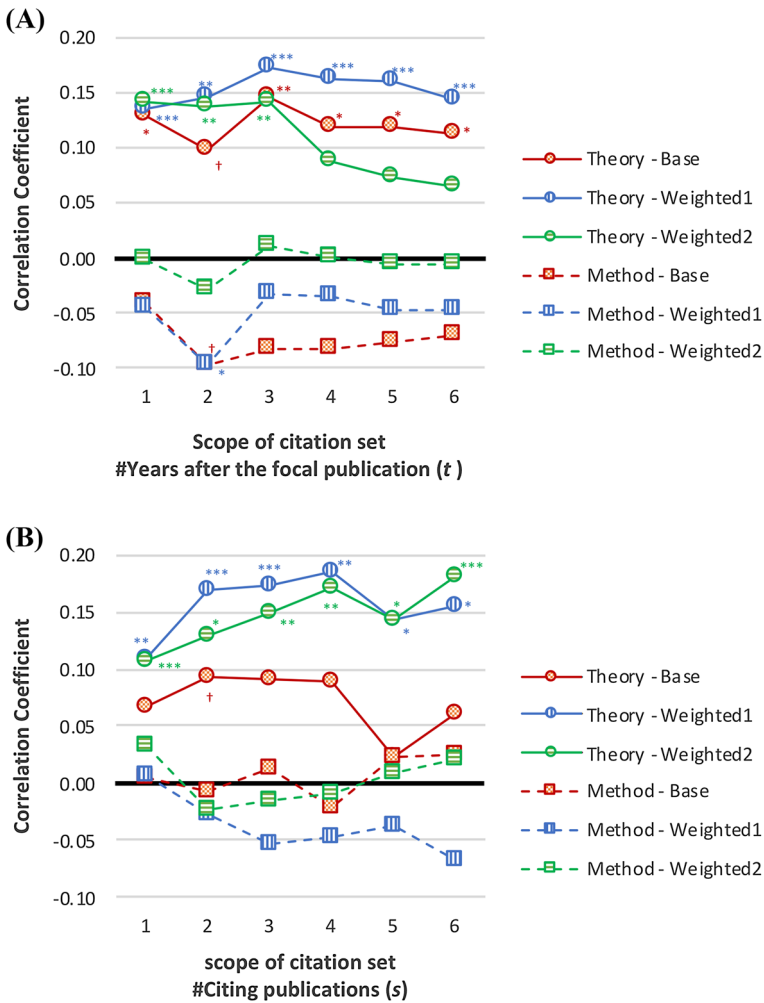 (A)
0.20
0.15
0.10
0.05
0.00
-0.05
-0.10
Correlation Coefficient
*
***
**
***
***
***
***
***
**
**
*
†
**
*
*
*
†
*
1 2 3 4 5 6
Scope of citation set
#Years after the focal publication (t )
Theory - Base
Theory - Weighted1
Theory - Weighted2
Method - Base
Method - Weighted1
Method - Weighted2
(B)
0.20
0.15
0.10
0.05
0.00
-0.05
-0.10
Correlation Coefficient
**
***
***
**
*
*
***
*
**
**
*
***
†
1 2 3 4 5 6
scope of citation set
#Citing publications (s)
Theory - Base
Theory - Weighted1
Theory - Weighted2
Method - Base
Method - Weighted1
Method - Weighted2